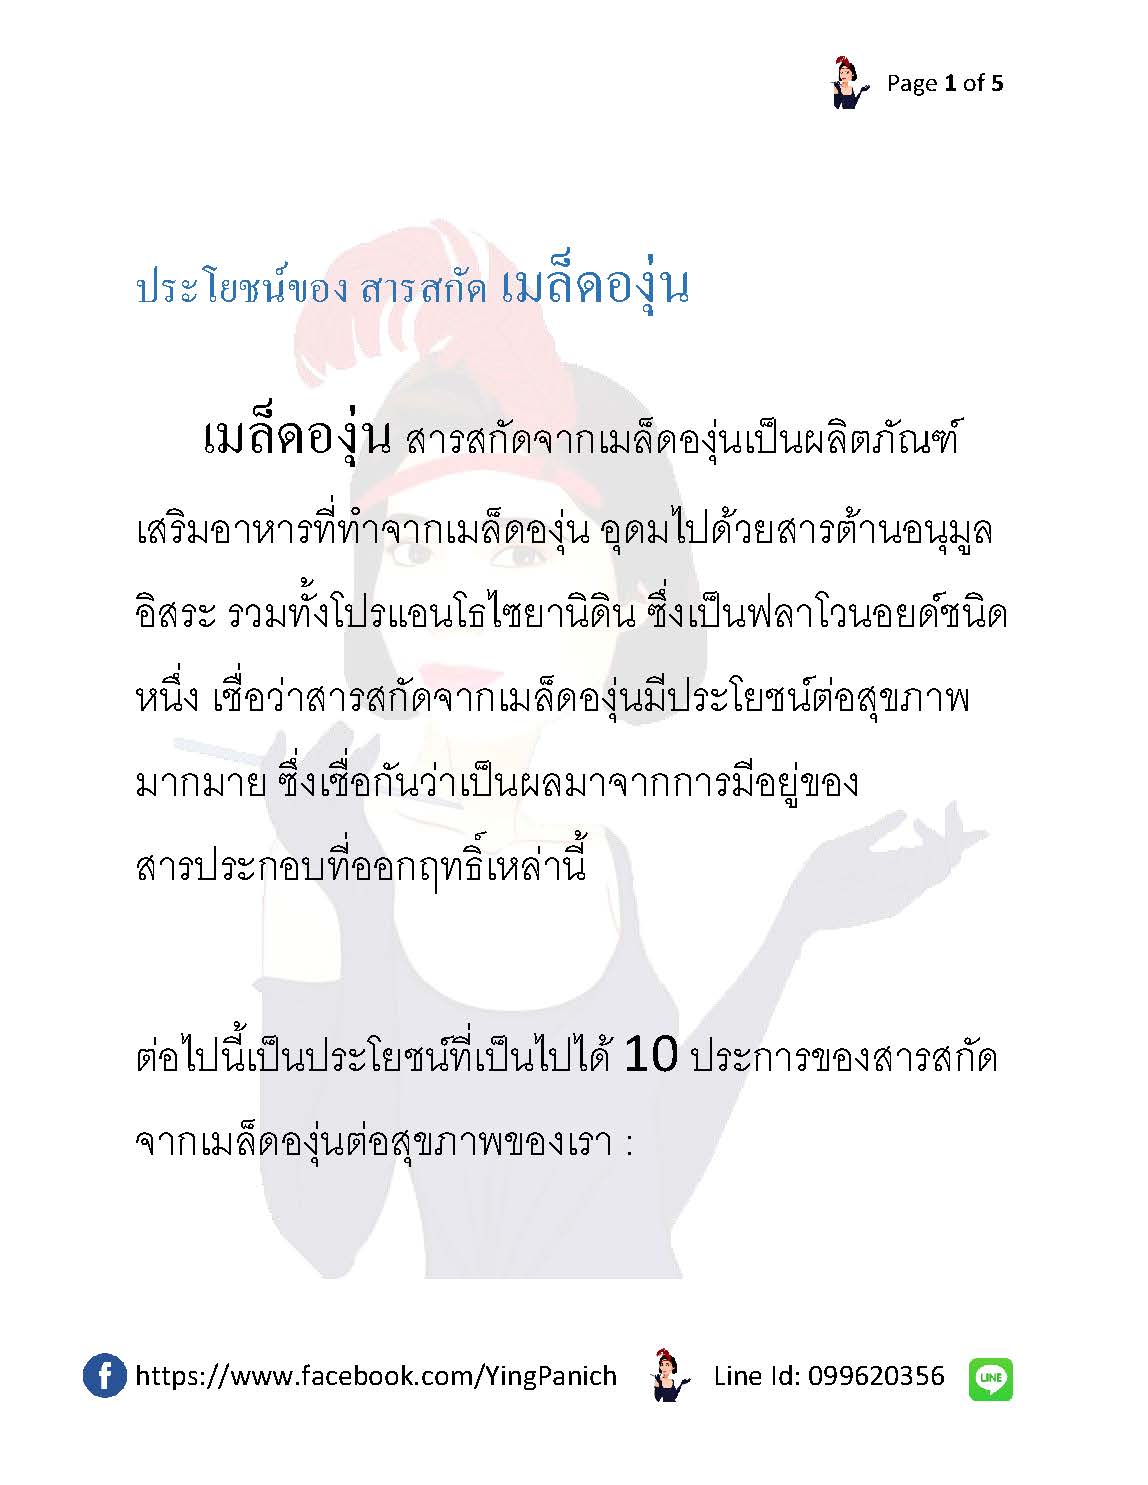 Page 1 of 5
ประโยชน์ของ สารสกัด เมล็ดองุ่น
เมล็ดองุ่น สารสกัดจากเมล็ดองุ่นเป็นผลิตภัณฑ์
เสริมอาหารที่ทำจากเมล็ดองุ่น อุดมไปด้วยสารต้านอนุมูล
อิสระ รวมทั้งโปรแอนโธไซยานิดิน ซึ่งเป็นฟลาโวนอยด์ชนิด
หนึ่ง เชื่อว่าสารสกัดจากเมล็ดองุ่นมีประโยชน์ต่อสุขภาพ
มากมาย ซึ่งเชื่อกันว่าเป็นผลมาจากการมีอยู่ของ
สารประกอบที่ออกฤทธิ์เหล่านี้
ต่อไปนี้เป็นประโยชน์ที่เป็นไปได้ 10 ประการของสารสกัด
จากเมล็ดองุ่นต่อสุขภาพของเรา :
https://www.facebook.com/YingPanich Line Id: 099620356 LINE